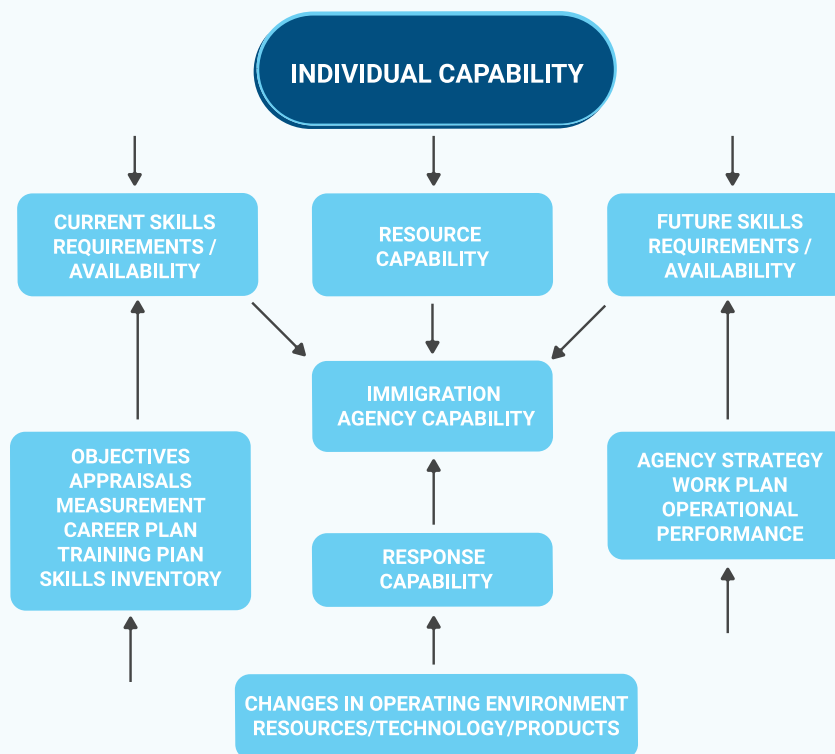 INDIVIDUAL CAPABILITY
CURRENT SKILLS
REQUIREMENTS /
AVAILABILITY
RESOURCE
CAPABILITY
FUTURE SKILLS
REQUIREMENTS /
AVAILABILITY
IMMIGRATION
AGENCY CAPABILITY
OBJECTIVES
APPRAISALS
MEASUREMENT
CAREER PLAN
TRAINING PIAN
SKILLS INVENTORY
RESPONSE
CAPABILITY
AGENCY STRATEGY
WORK PLAN
OPERATIONAL
PERFORMANCE
CHANGES IN OPERATING ENVIRONMENT
RESOURCES/TECHNOLOGY/PRODUCTS